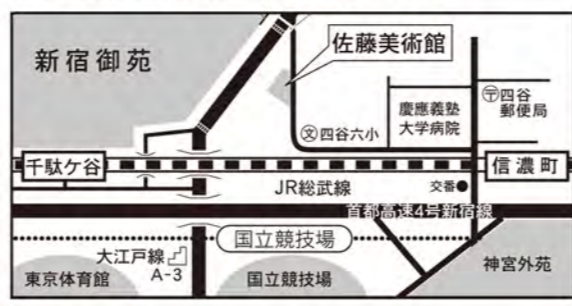 新宿御苑
佐藤美術館
慶應義塾
大学病院
〒四谷
郵便局
文四谷六小
千駄ケ谷
信濃町
JR総武線
交番
首都高速4号新宿線
国立競技場
大江戸線
A-3
東京体育館
国立競技場
神宮外苑